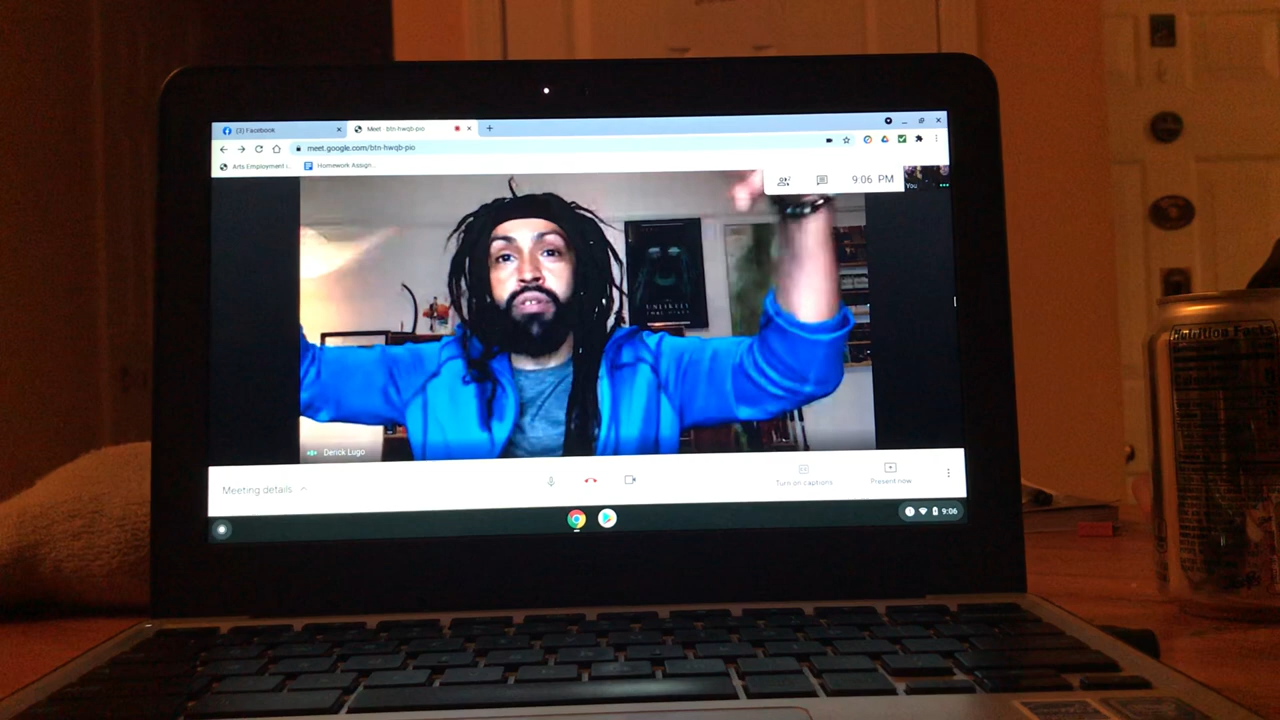 (3) Facebook
Meet - btn-hwqb-pio
meet.google.com/btn-hwqb-pio
Arts Employment i...
Homework Assign...
9:06 PM
You
UNLIKELY
Derick Lugo
Meeting details
Turn on captions
Present now
9:06
Nutrition Facts
Calories